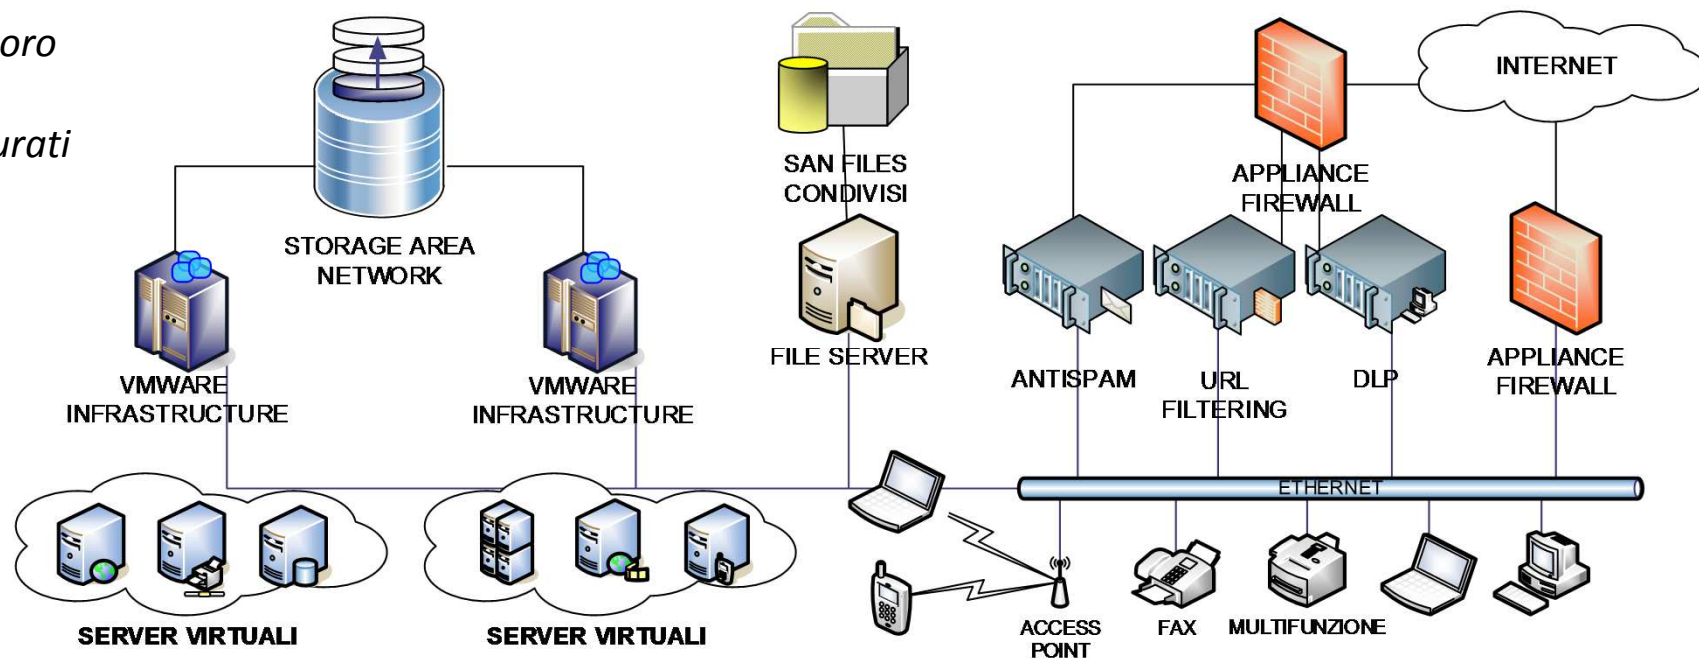 oro
urati
INTERNET
SAN FILES
CONDIVISI
APPLIANCE
FIREWALL
STORAGE AREA
NETWORK
FILE SERVER
VMWARE
INFRASTRUCTURE
VMWARE
INFRASTRUCTURE
ANTISPAM
URL
FILTERING
DLP
APPLIANCE
FIREWALL
ETHERNET
SERVER VIRTUALI
SERVER VIRTUALI
ACCESS
POINT
FAX
MULTIFUNZIONE